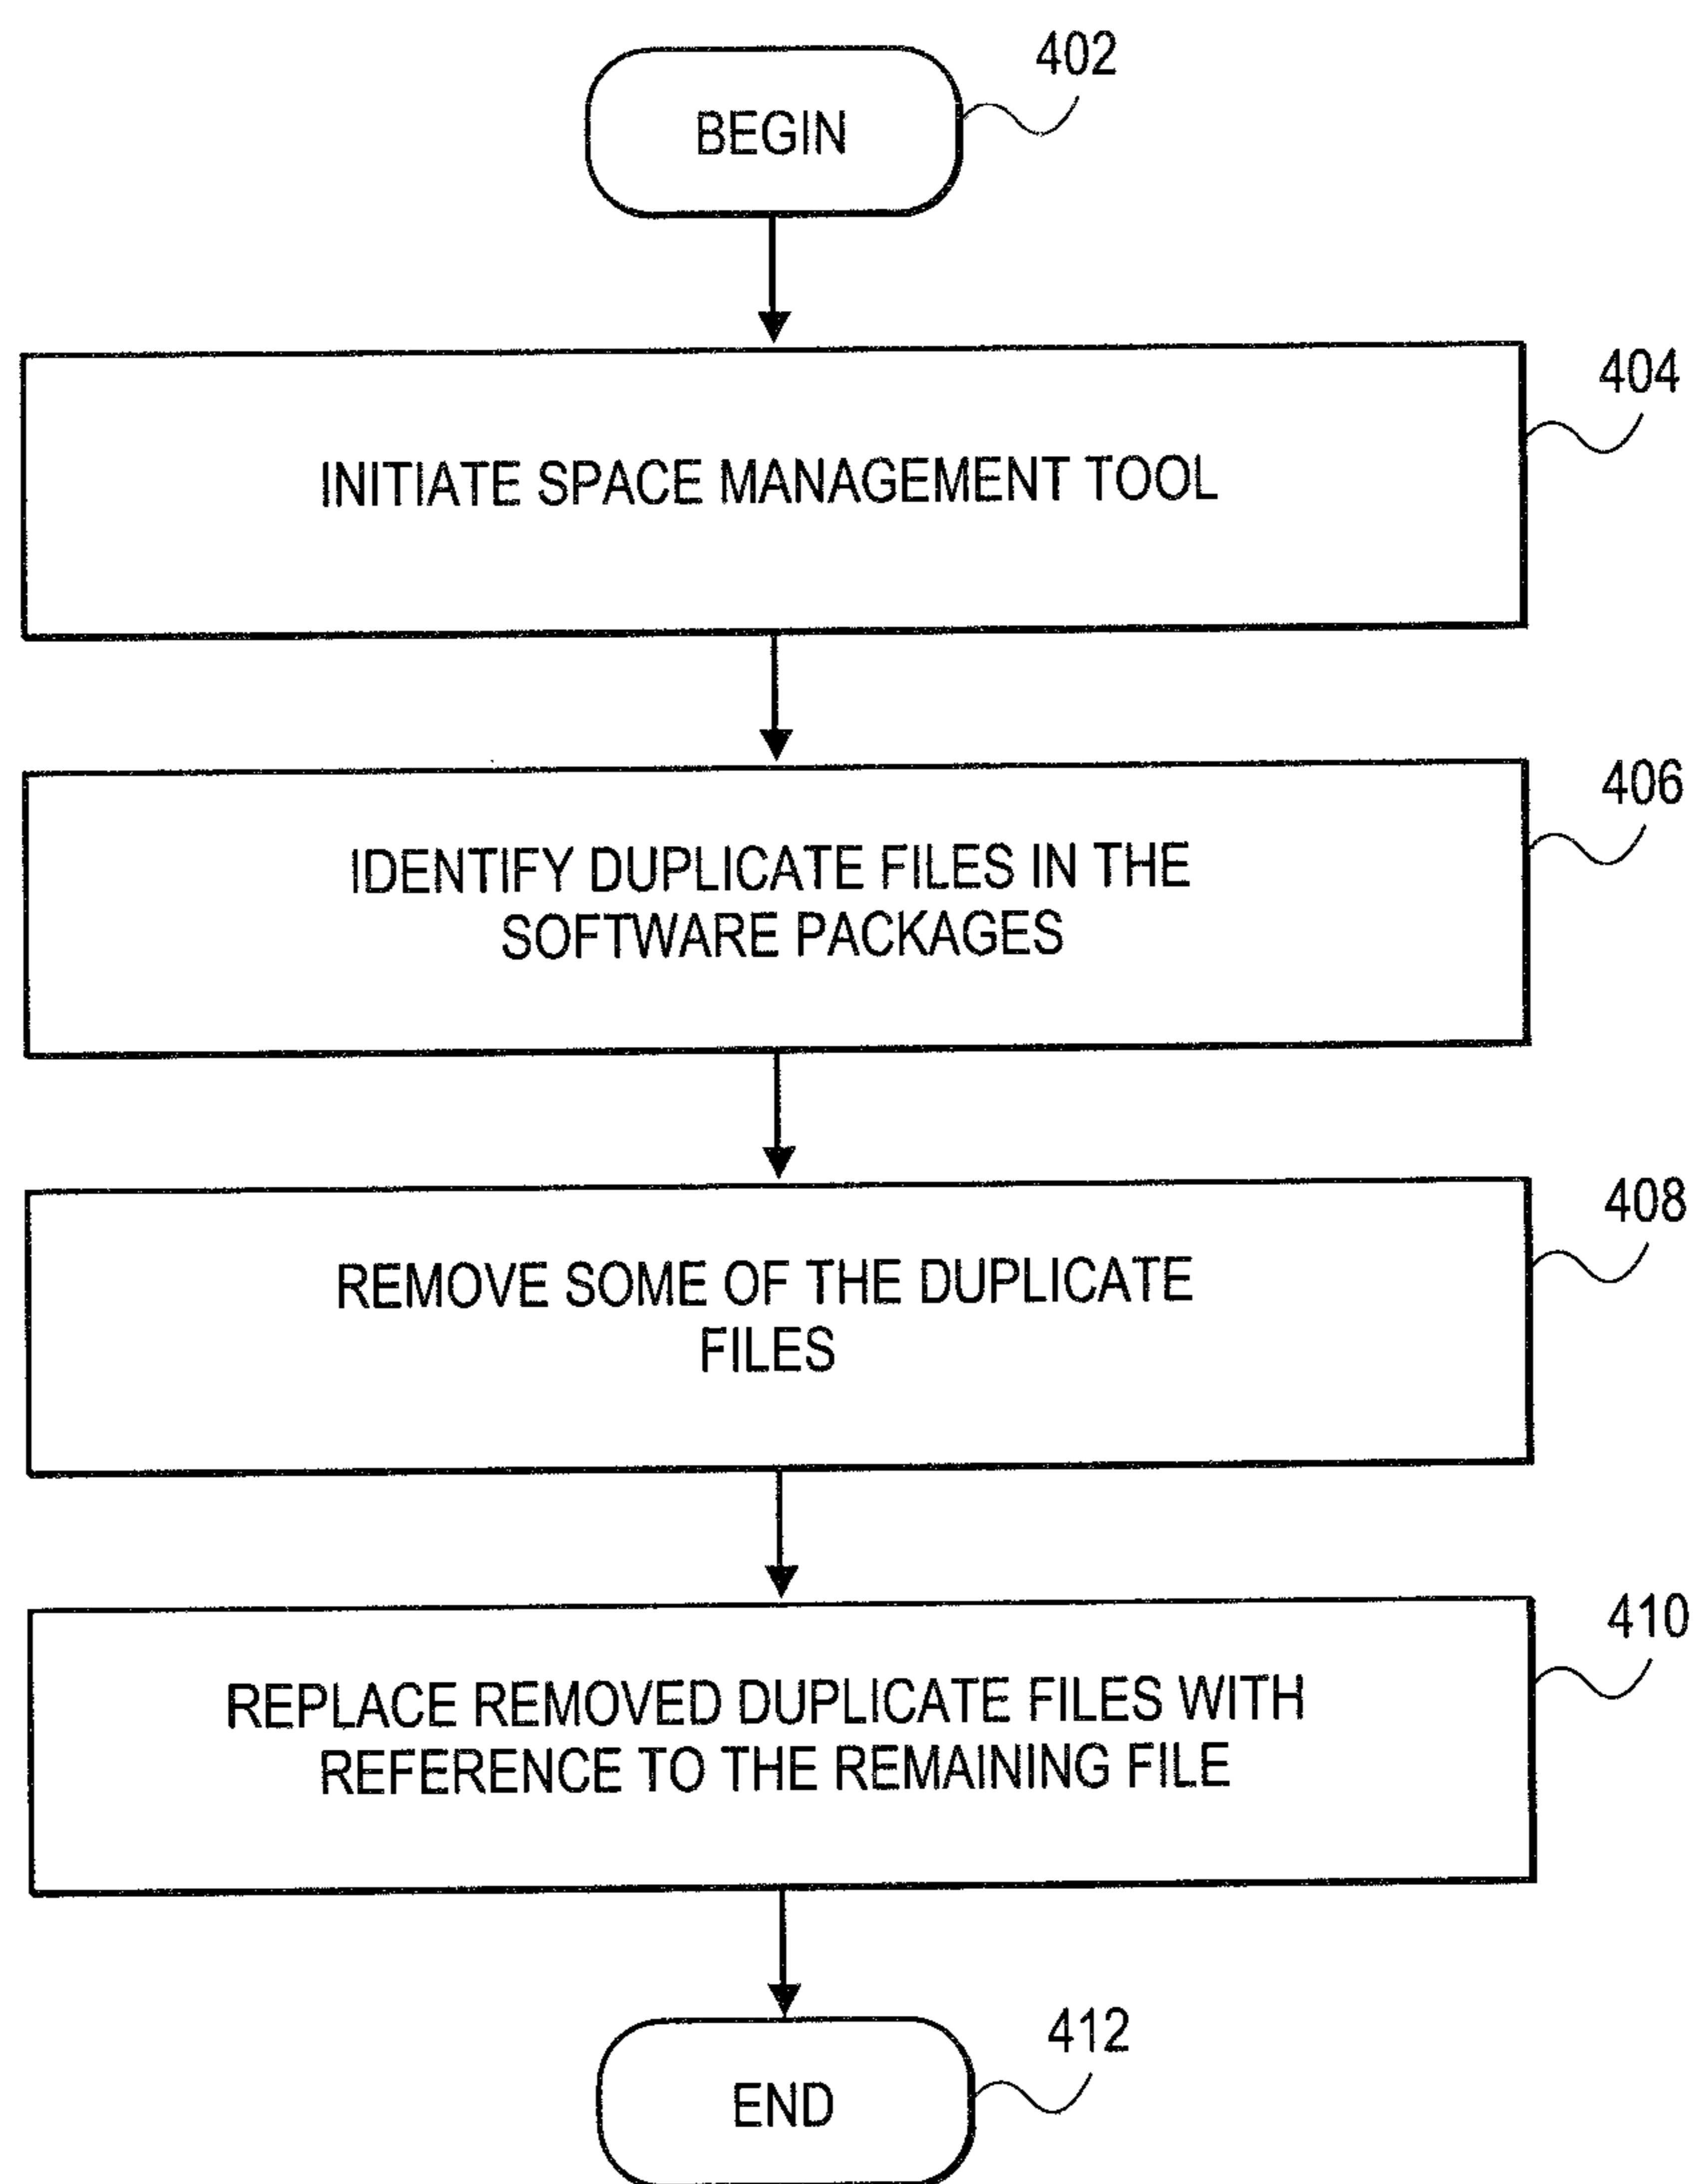 402
BEGIN
404
INITIATE SPACE MANAGEMENT TOOL
406
IDENTIFY DUPLICATE FILES IN THE
SOFTWARE PACKAGES
408
REMOVE SOME OF THE DUPLICATE
FILES
410
REPLACE REMOVED DUPLICATE FILES WITH
REFERENCE TO THE REMAINING FILE
412
END